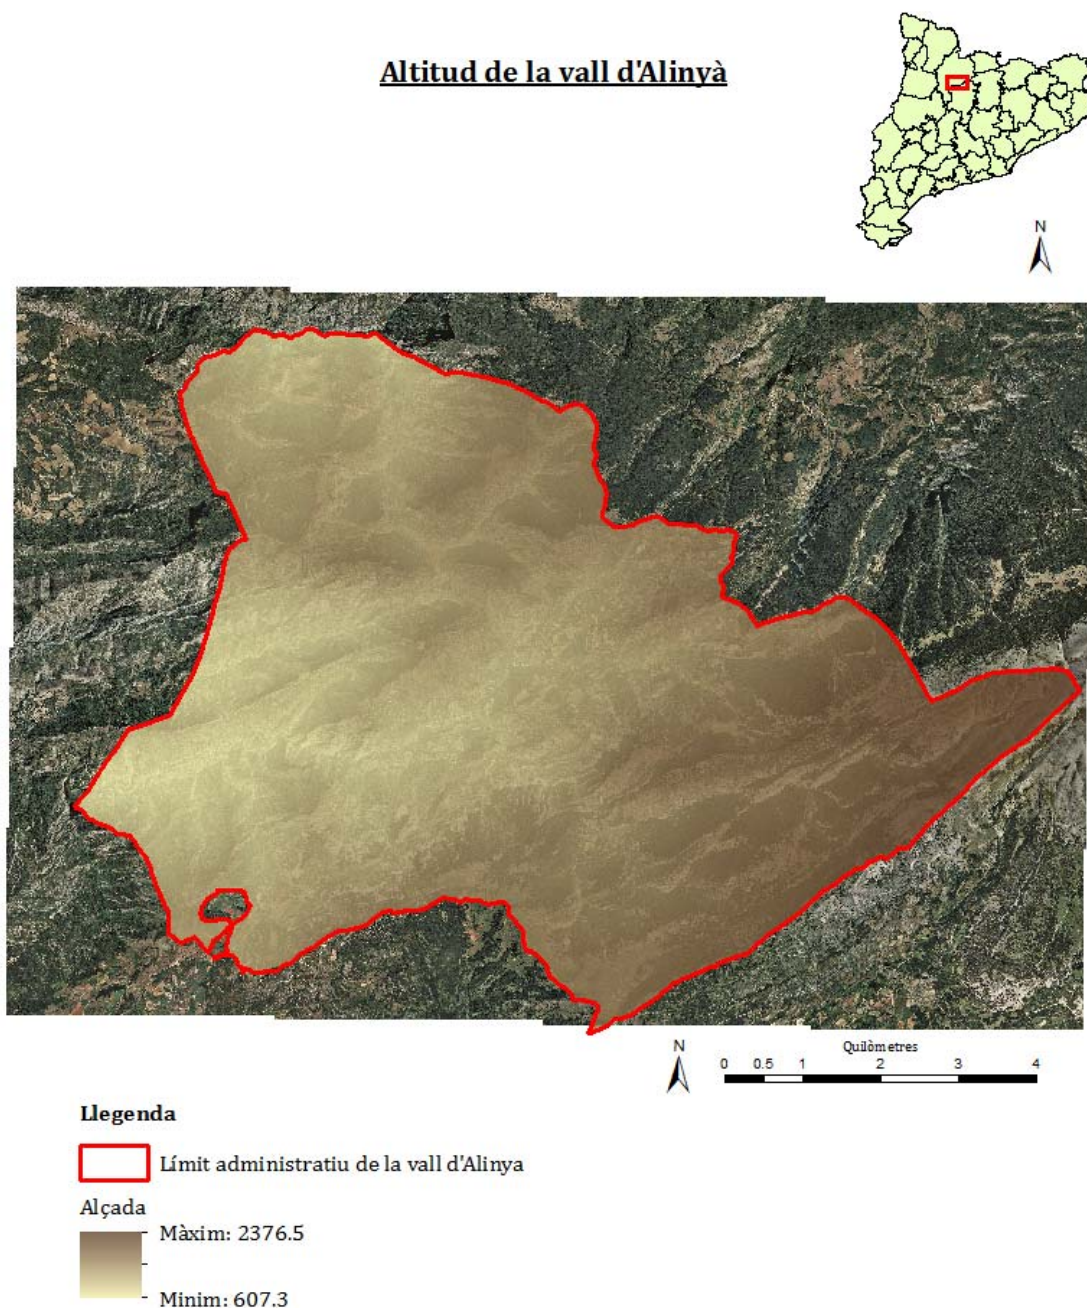 Altitud de la vall d'Alinyà
N
N
Quilòmetres
0 0.5 1 2 3 4
Llegenda
Límit administratiu de la vall d'Alinya
Alçada
Màxim: 2376.5
Minim: 607.3